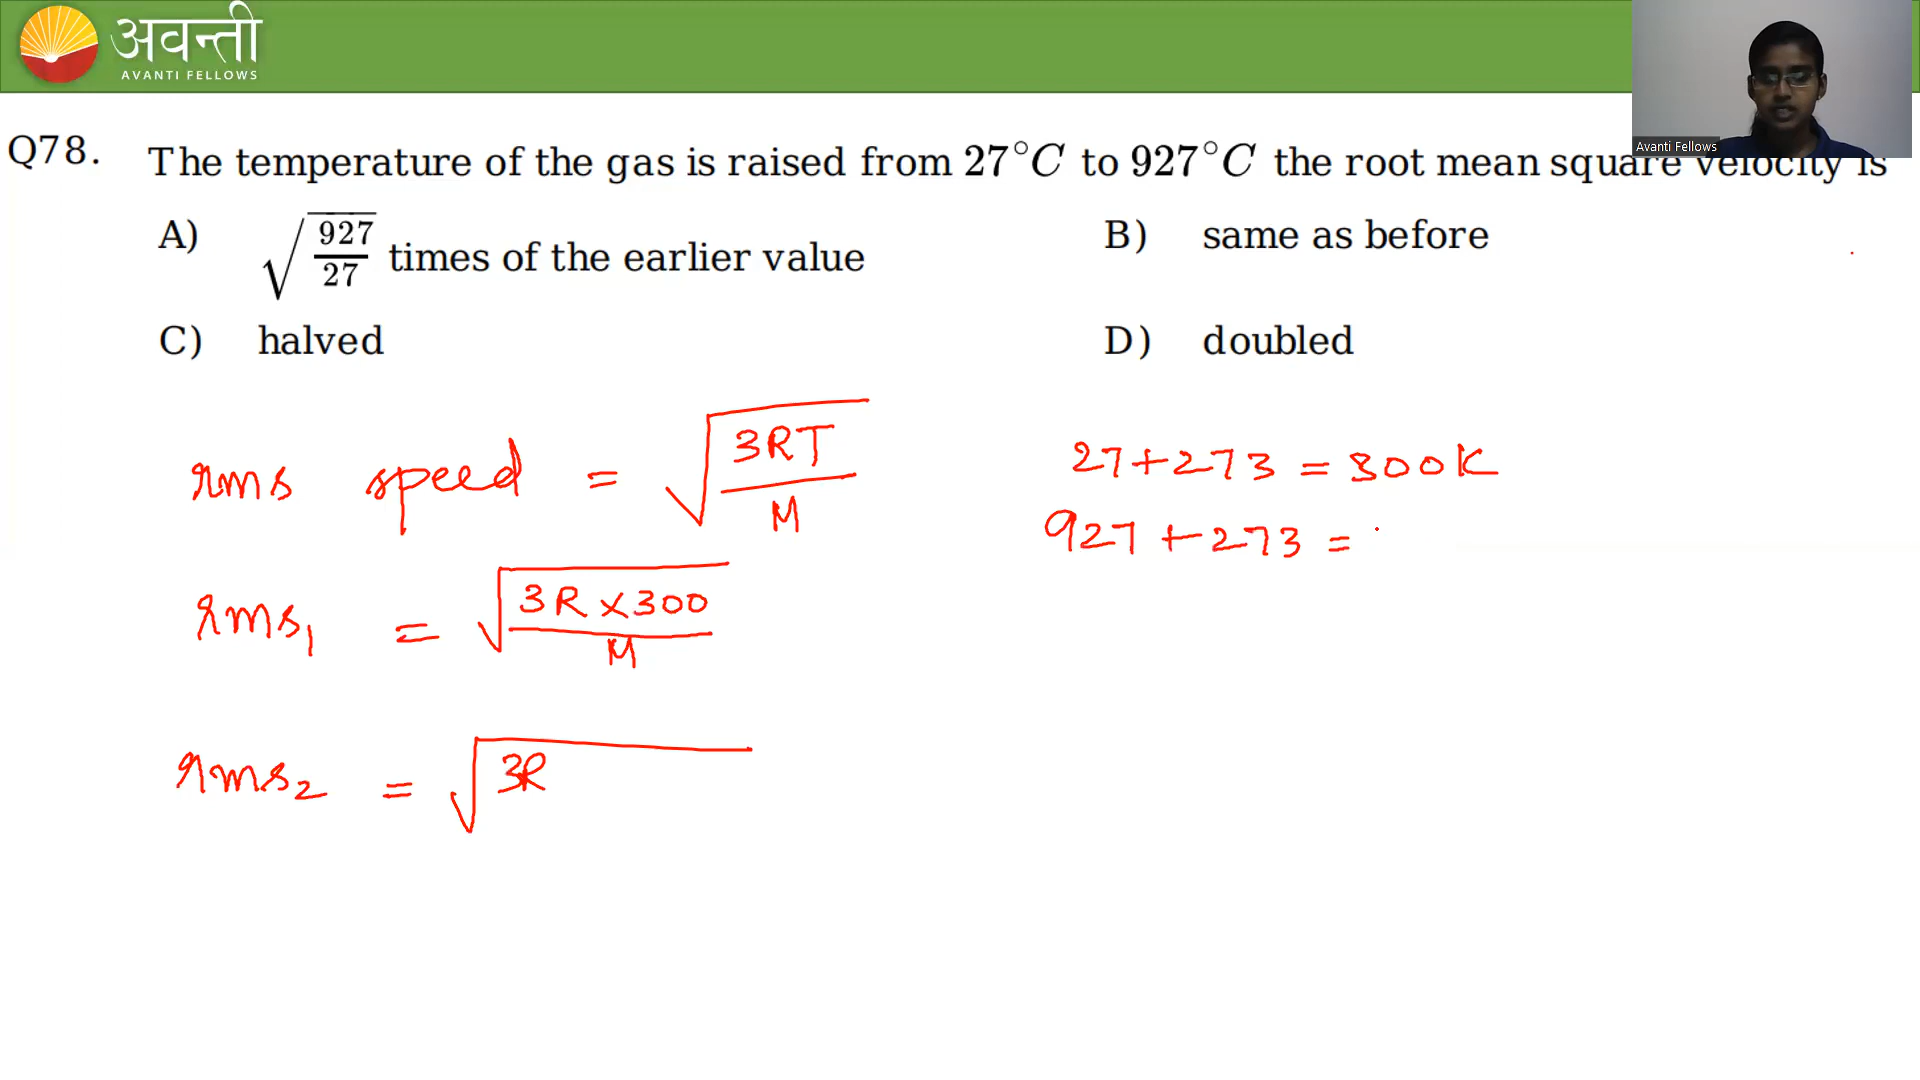 अवन्ती
AVANTI FELLOWS
Avanti Fellows
Q78. The temperature of the gas is raised from 27°C to 927°C the root mean square velocity is
A) √(927/27) times of the earlier value
B) same as before
C) halved
D) doubled
rms speed = √(3RT/M)
27+273 = 300K
927+273 =
rms₁ = √(3R×300/M)
rms₂ = √3R